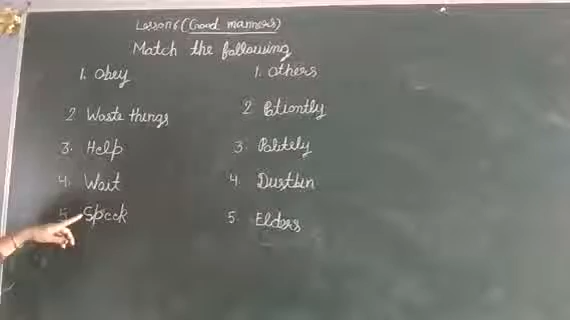 Lesson 6 (Good manners)
Match the following
1. Obey 1. Others
2 Waste things 2 Patiently
3. Help 3. Politely
4. Wait 4. Dustbin
5. Speek 5. Elders